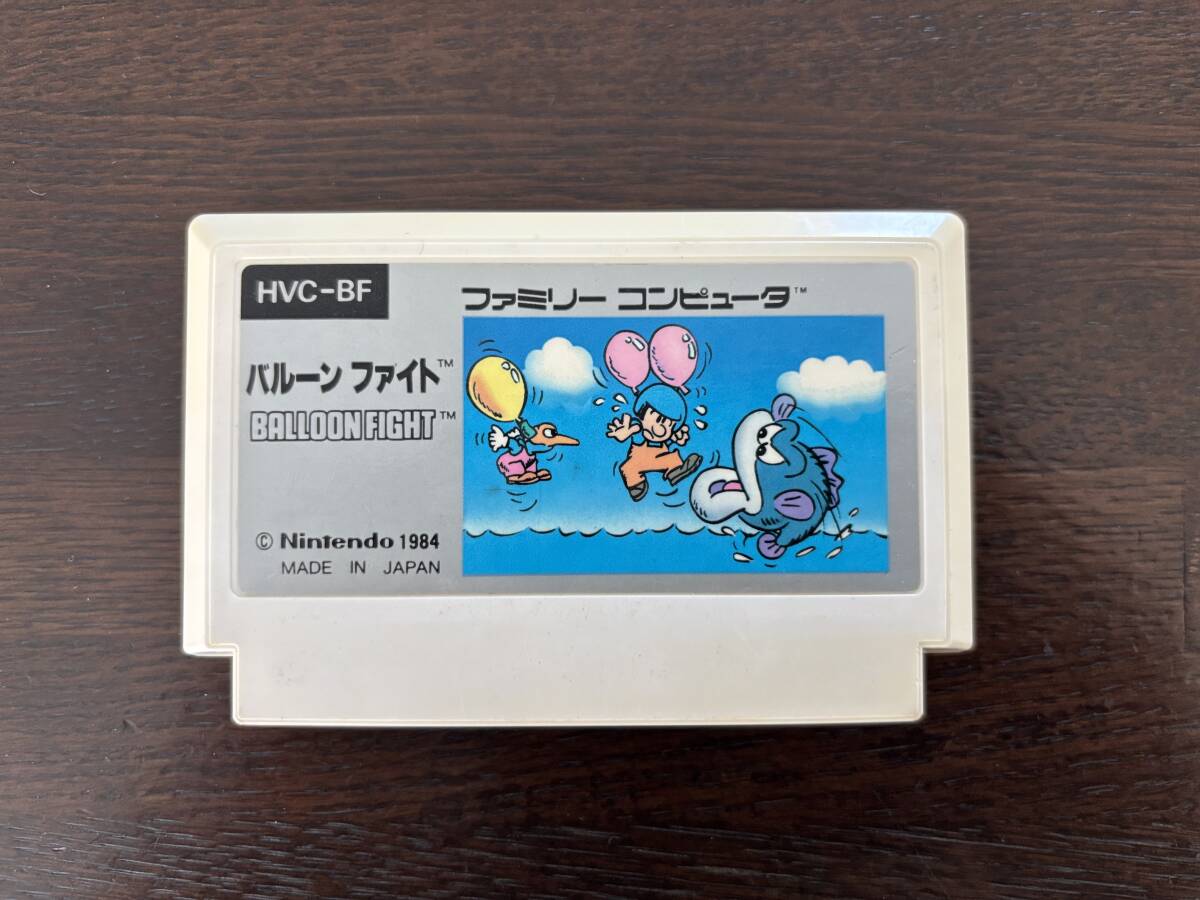 HVC-BF
ファミリー コンピュータ™
バルーン ファイト™
BALLOON FIGHT™
© Nintendo 1984
MADE IN JAPAN